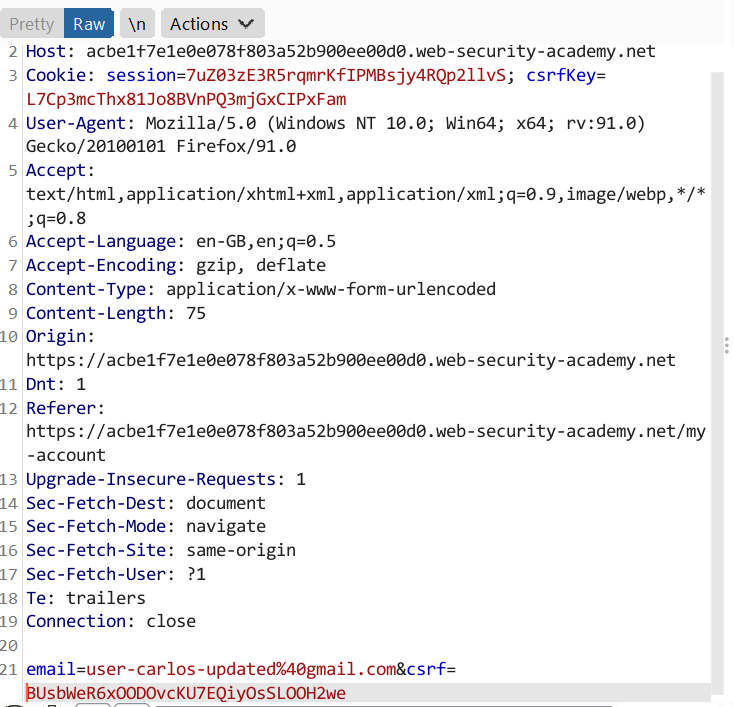 Pretty Raw \n Actions
2 Host: acbe1f7e1e0e078f803a52b900ee00d0.web-security-academy.net
3 Cookie: session=7uZ03zE3R5rqmrKfIPMBsjy4RQp2llvS; csrfKey=
L7Cp3mcThx81Jo8BVnPQ3mjGxCIPxFam
4 User-Agent: Mozilla/5.0 (Windows NT 10.0; Win64; x64; rv:91.0)
Gecko/20100101 Firefox/91.0
5 Accept:
text/html,application/xhtml+xml,application/xml;q=0.9,image/webp,*/*
;q=0.8
6 Accept-Language: en-GB,en;q=0.5
7 Accept-Encoding: gzip, deflate
8 Content-Type: application/x-www-form-urlencoded
9 Content-Length: 75
10 Origin:
https://acbe1f7e1e0e078f803a52b900ee00d0.web-security-academy.net
11 Dnt: 1
12 Referer:
https://acbe1f7e1e0e078f803a52b900ee00d0.web-security-academy.net/my
-account
13 Upgrade-Insecure-Requests: 1
14 Sec-Fetch-Dest: document
15 Sec-Fetch-Mode: navigate
16 Sec-Fetch-Site: same-origin
17 Sec-Fetch-User: ?1
18 Te: trailers
19 Connection: close
20
21 email=user-carlos-updated%40gmail.com&csrf=
BUsbWeR6xOODOvcKU7EQiyOsSLOOH2we